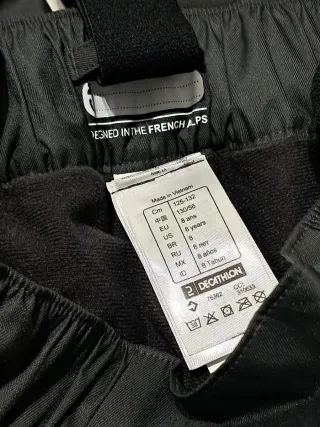 DESIGNED IN THE FRENCH ALPS
Made in Vietnam
Cm 125-132
中国 130/56
EU 8 ans
US 8 years
BR 8
RU 8 лет
MX 8 años
ID 8 Tahun
DECATHLON
CC: